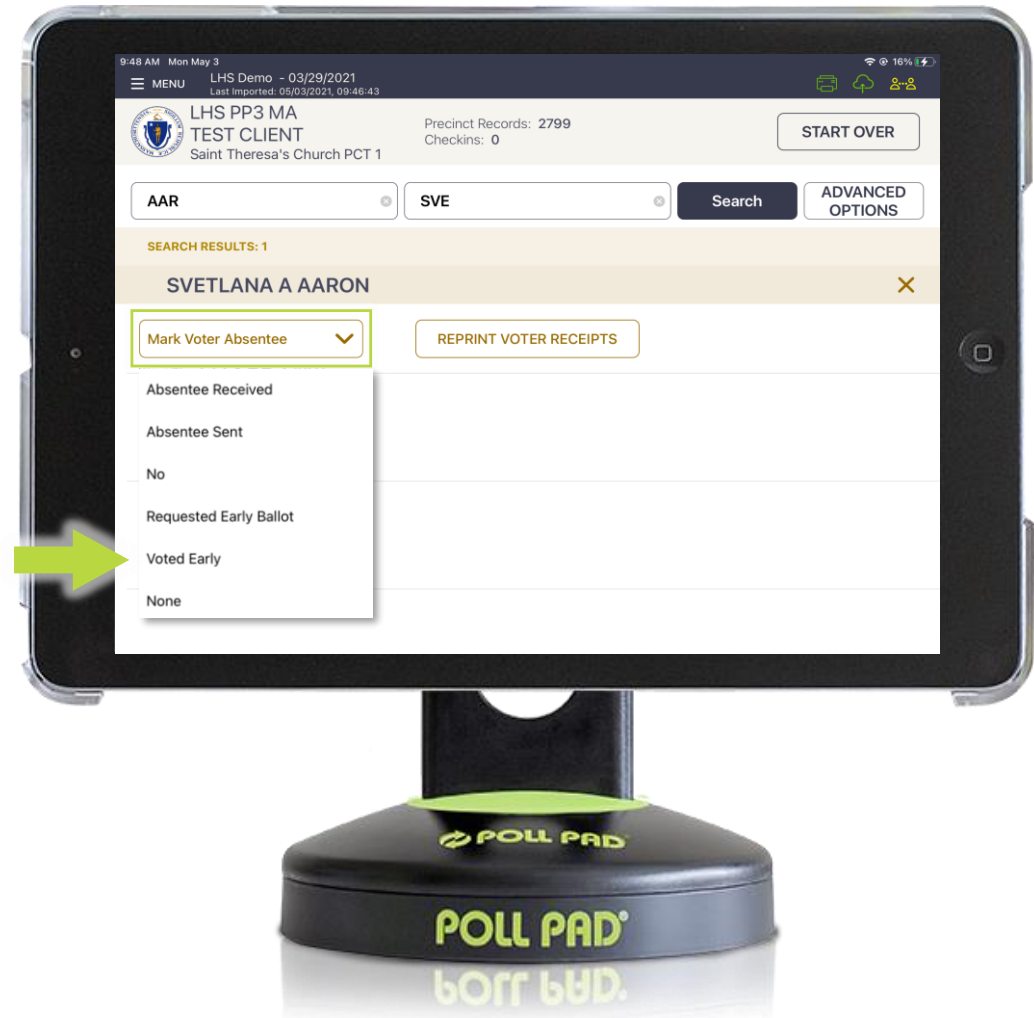 9:48 AM Mon May 3
16%
MENU
LHS Demo - 03/29/2021
Last Imported: 05/03/2021, 09:46:43
LHS PP3 MA
TEST CLIENT
Saint Theresa's Church PCT 1
Precinct Records: 2799
Checkins: 0
START OVER
AAR
SVE
Search
ADVANCED
OPTIONS
SEARCH RESULTS: 1
SVETLANA A AARON
Mark Voter Absentee
REPRINT VOTER RECEIPTS
Absentee Received
Absentee Sent
No
Requested Early Ballot
Voted Early
None
POLL PAD
POLL PAD®